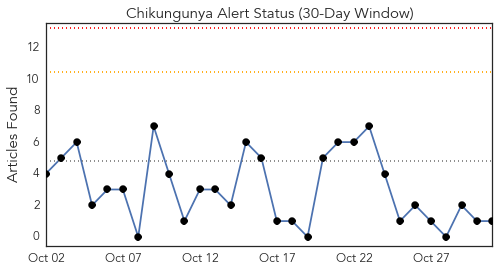 Chikungunya Alert Status (30-Day Window)
Articles Found
12
10
8
6
4
2
0
Oct 02 Oct 07 Oct 12 Oct 17 Oct 22 Oct 27